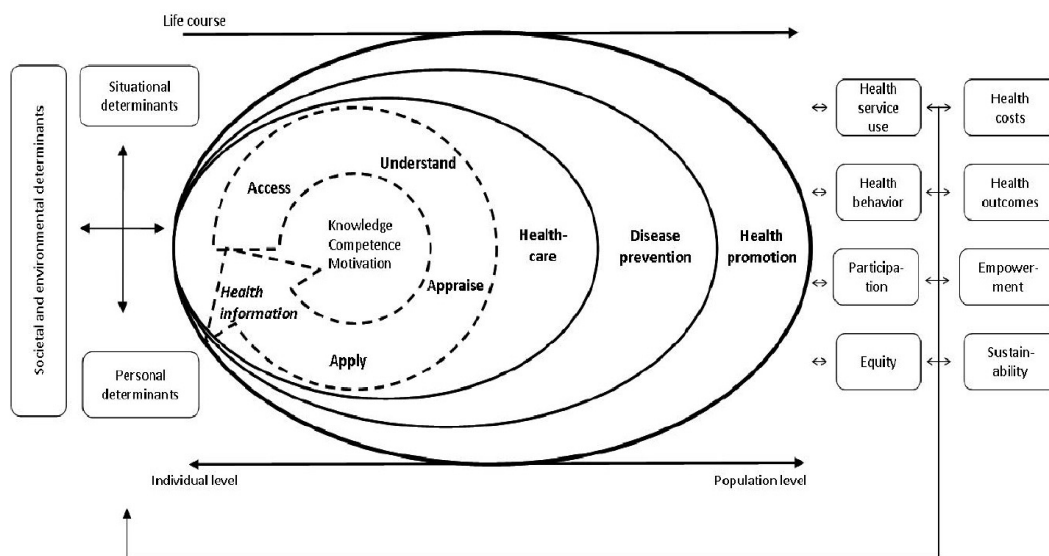 Life course
Societal and environmental determinants
Situational
determinants
Personal
determinants
Access
Understand
Knowledge
Competence
Motivation
Health
information
Appraise
Apply
Health-
care
Disease
prevention
Health
promotion
Health
service
use
Health
costs
Health
behavior
Health
outcomes
Participa-
tion
Empower-
ment
Equity
Sustain-
ability
Individual level
Population level